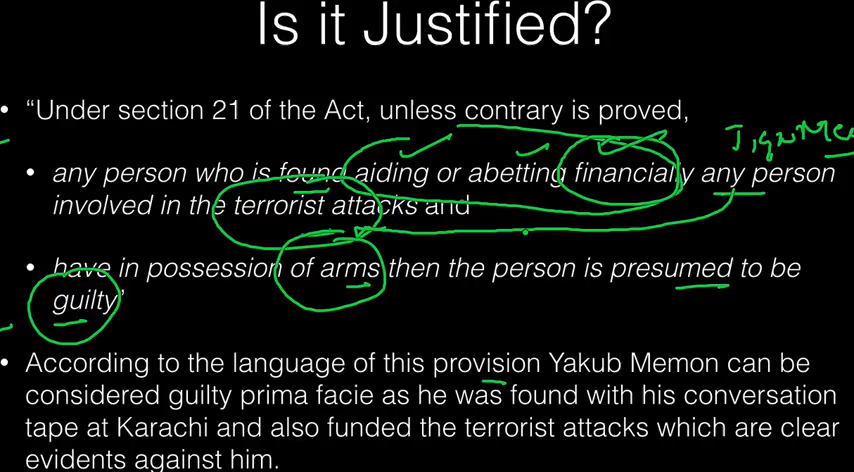 Is it Justified?
• “Under section 21 of the Act, unless contrary is proved,
• any person who is found aiding or abetting financially any person
involved in the terrorist attacks and
• have in possession of arms then the person is presumed to be
guilty”
• According to the language of this provision Yakub Memon can be
considered guilty prima facie as he was found with his conversation
tape at Karachi and also funded the terrorist attacks which are clear
evidents against him.